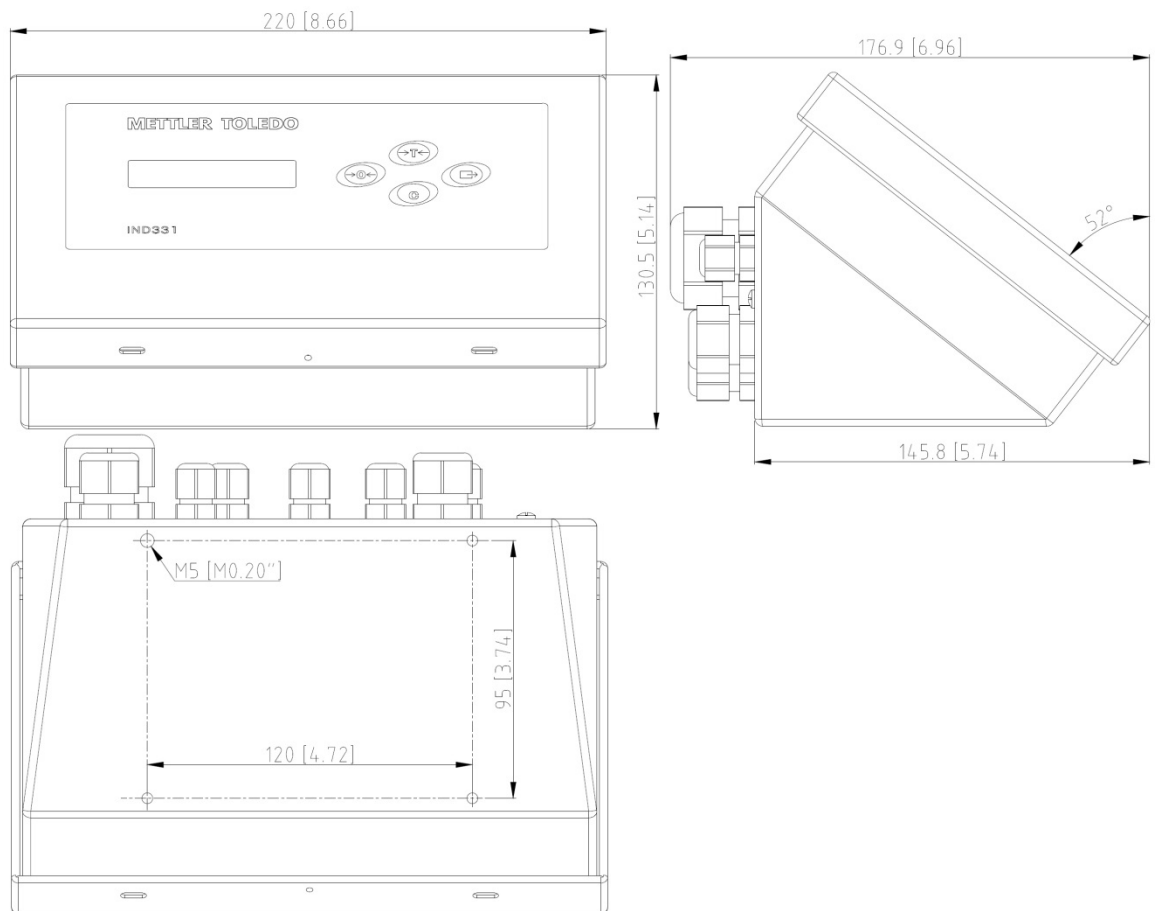 220 [8.66]
METTLER TOLEDO
→T←
→0←
C
IND331
130.5 [5.14]
176.9 [6.96]
52°
145.8 [5.74]
M5 [M0.20"]
95 [3.74]
120 [4.72]